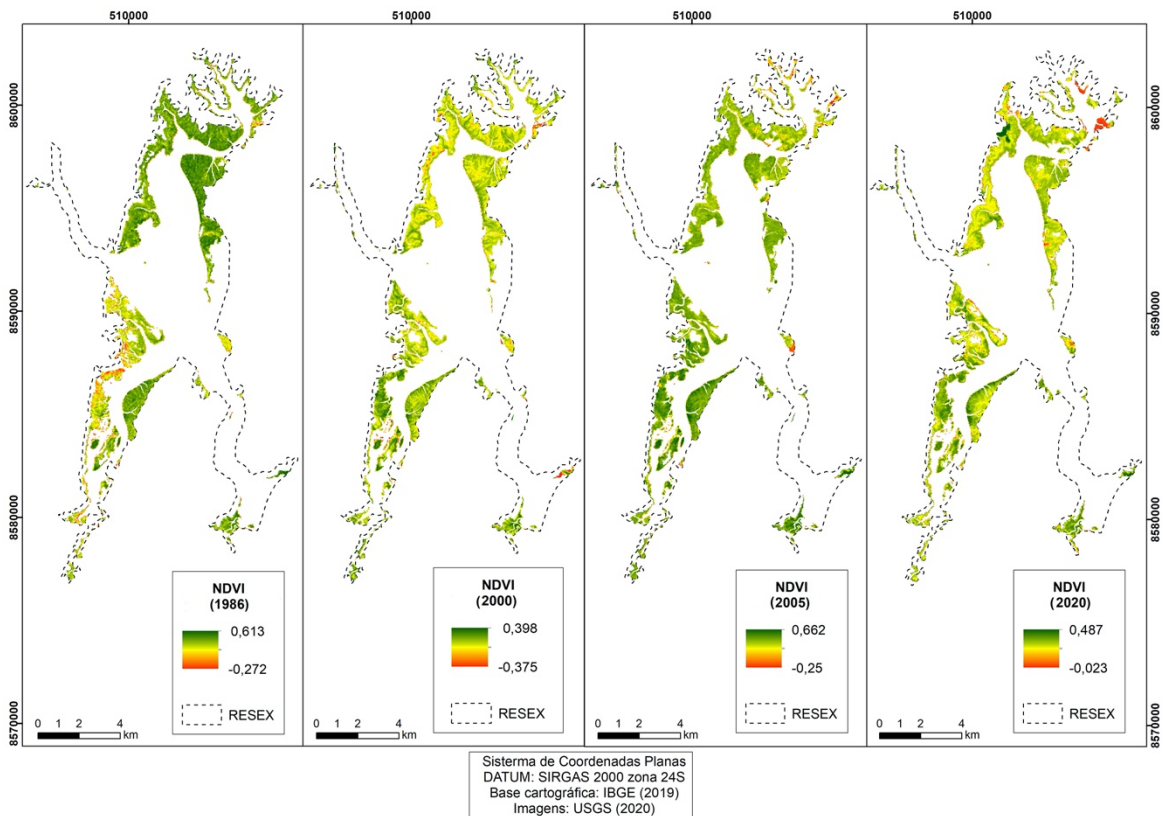 510000
510000
510000
510000
8600000
8590000
8580000
8570000
8600000
8590000
8580000
8570000
NDVI
(1986)
0,613
-0,272
RESEX
0 1 2 4
km
NDVI
(2000)
0,398
-0,375
RESEX
0 1 2 4
km
NDVI
(2005)
0,662
-0,25
RESEX
0 1 2 4
km
NDVI
(2020)
0,487
-0,023
RESEX
0 1 2 4
km
Sisterma de Coordenadas Planas
DATUM: SIRGAS 2000 zona 24S
Base cartográfica: IBGE (2019)
Imagens: USGS (2020)